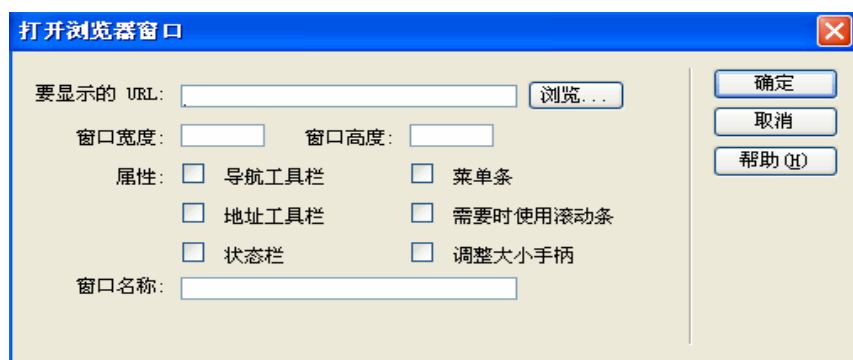 打开浏览器窗口
要显示的 URL:
浏览...
确定
窗口宽度:
窗口高度:
取消
属性:
导航工具栏
菜单条
帮助(H)
地址工具栏
需要时使用滚动条
状态栏
调整大小手柄
窗口名称: